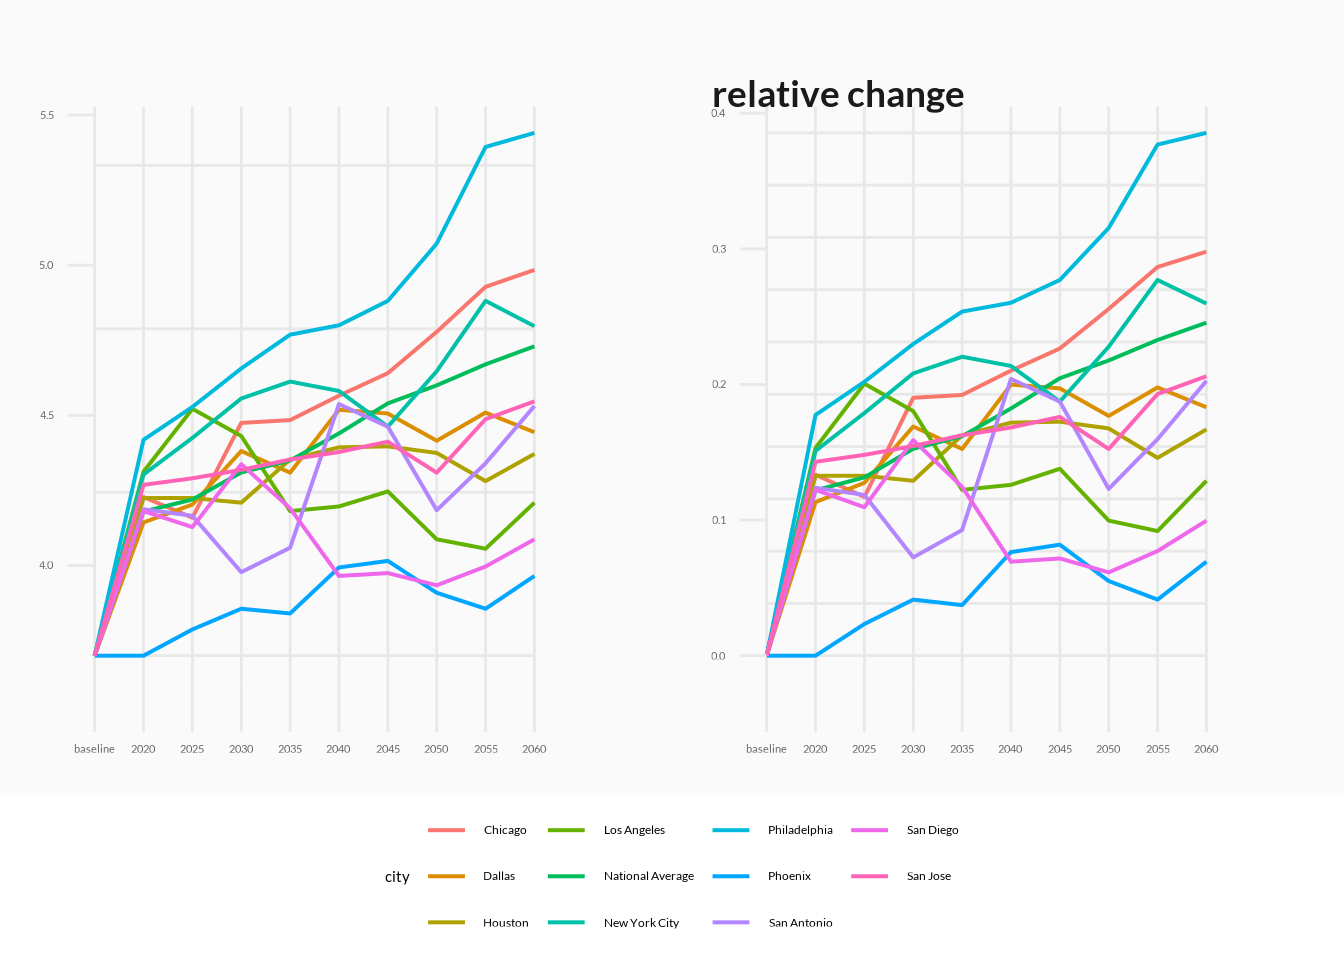 relative change
5.5
5.0
4.5
4.0
baseline 2020 2025 2030 2035 2040 2045 2050 2055 2060
0.4
0.3
0.2
0.1
0.0
baseline 2020 2025 2030 2035 2040 2045 2050 2055 2060
Chicago Los Angeles Philadelphia San Diego
city Dallas National Average Phoenix San Jose
Houston New York City San Antonio